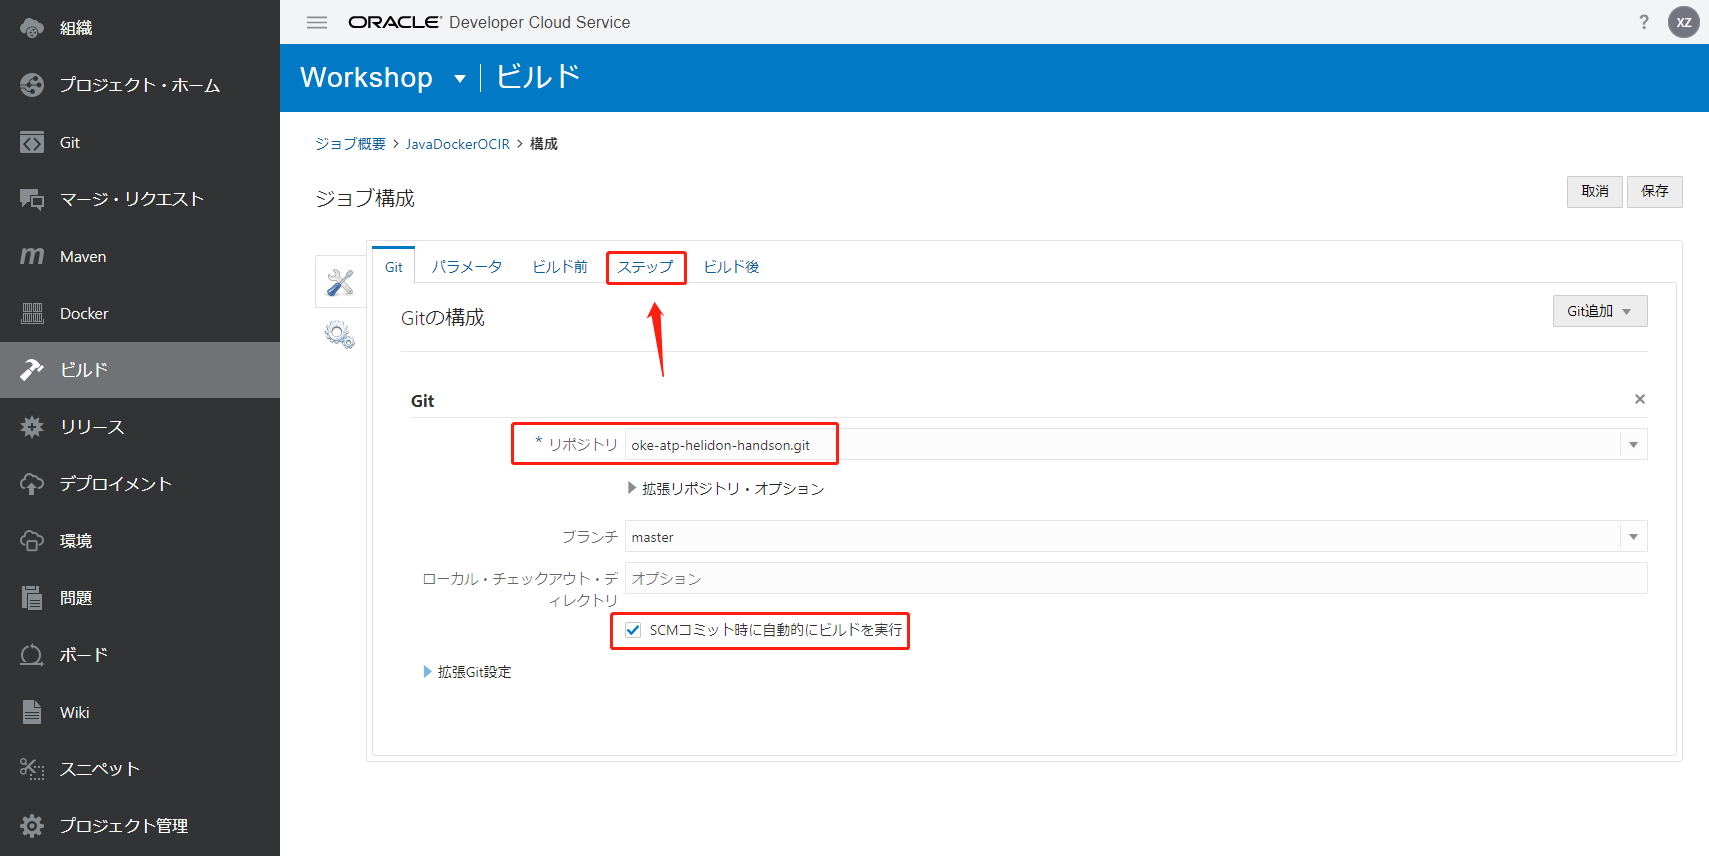 組織
プロジェクト・ホーム
Git
マージ・リクエスト
Maven
Docker
ビルド
リリース
デプロイメント
環境
問題
ボード
Wiki
スニペット
プロジェクト管理
ORACLE® Developer Cloud Service
? XZ
Workshop ビルド
ジョブ概要 > JavaDockerOCIR > 構成
ジョブ構成
取消 保存
Git パラメータ ビルド前 ステップ ビルド後
Gitの構成
Git追加
Git
* リポジトリ oke-atp-helidon-handson.git
拡張リポジトリ・オプション
ブランチ master
ローカル・チェックアウト・デ オプション
ィレクトリ
SCMコミット時に自動的にビルドを実行
拡張Git設定